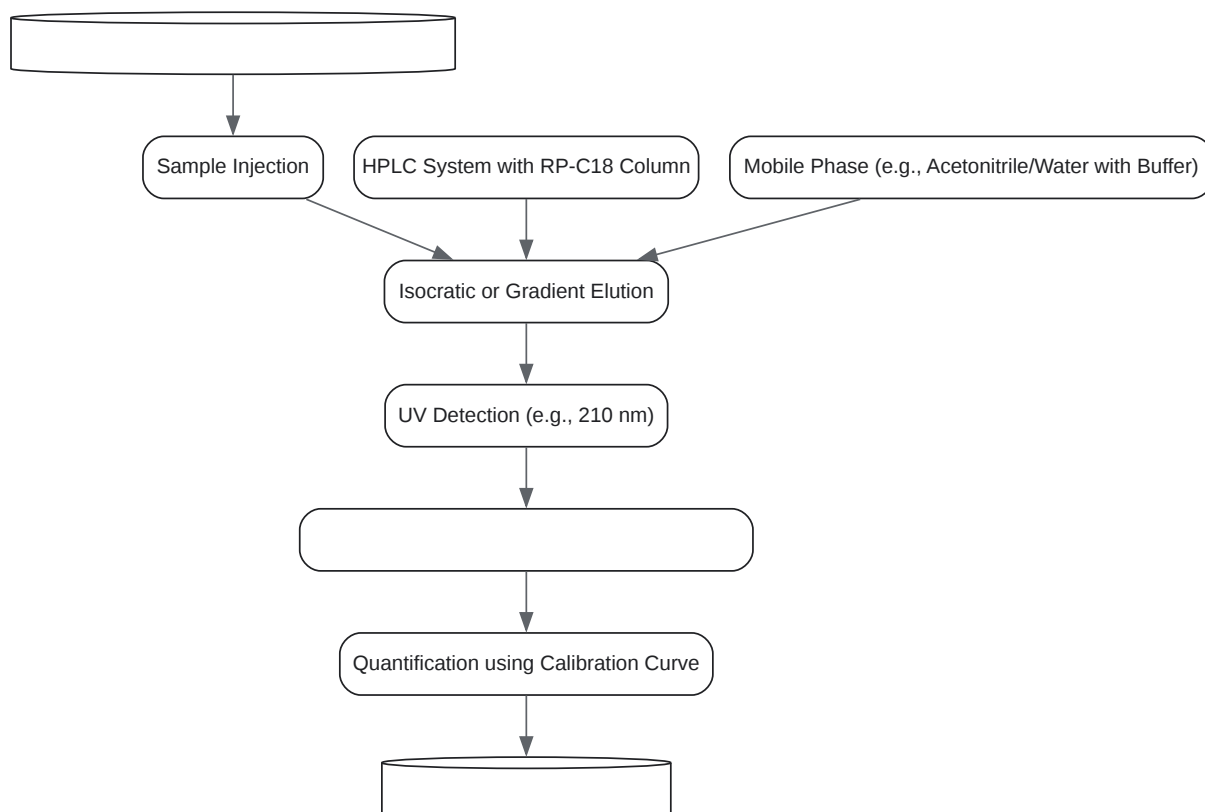 Sample Injection
HPLC System with RP-C18 Column
Mobile Phase (e.g., Acetonitrile/Water with Buffer)
Isocratic or Gradient Elution
UV Detection (e.g., 210 nm)
Quantification using Calibration Curve